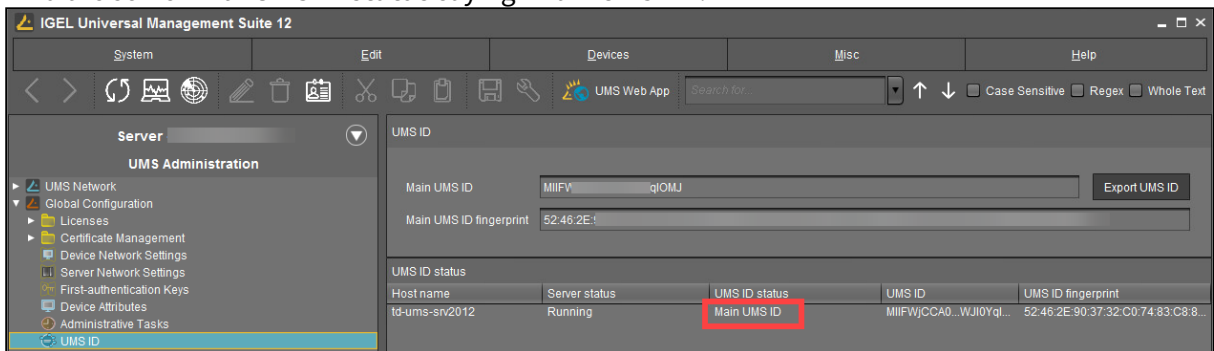 IGEL Universal Management Suite 12
System Edit Devices Misc Help
UMS Web App Search for... Case Sensitive Regex Whole Text
Server
UMS Administration
UMS Network
Global Configuration
Licenses
Certificate Management
Device Network Settings
Server Network Settings
First-authentication Keys
Device Attributes
Administrative Tasks
UMS ID
UMS ID
Main UMS ID MIIFV qIOMJ Export UMS ID
Main UMS ID fingerprint 52:46:2E:
UMS ID status
Host name Server status UMS ID status UMS ID UMS ID fingerprint
td-ums-srv2012 Running Main UMS ID MIIFWjCCA0...WJI0YqI... 52:46:2E:90:37:32:C0:74:83:C8:8...